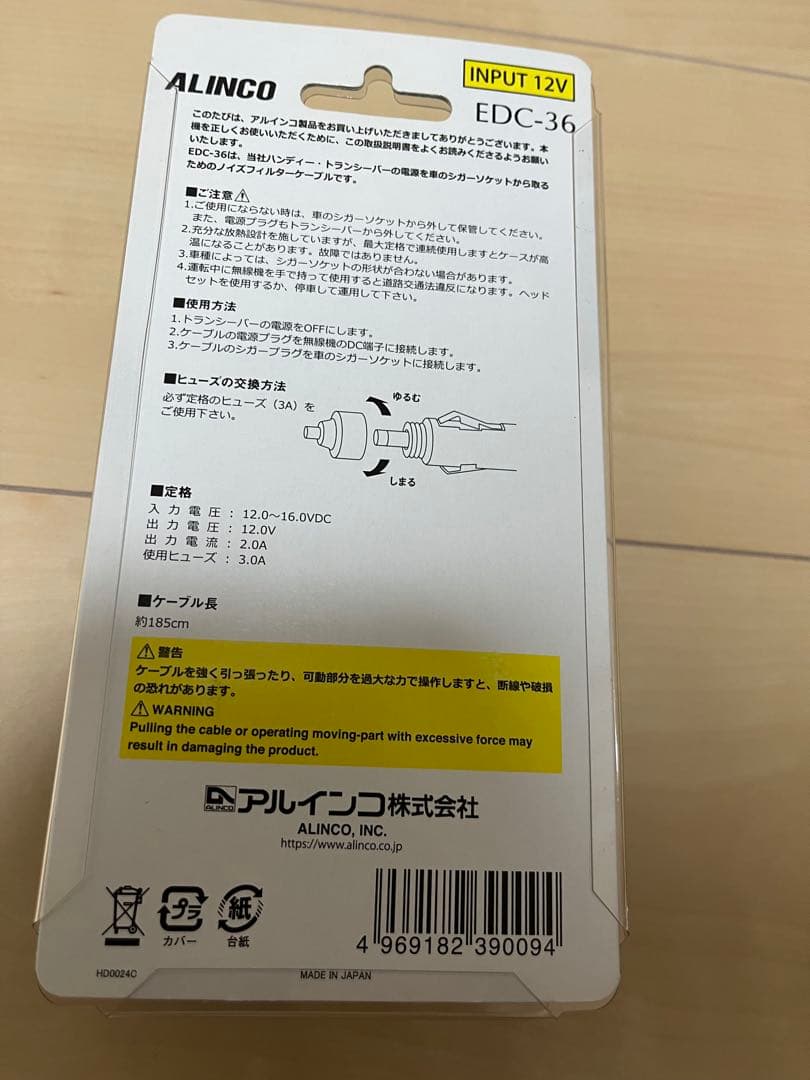 ALINCO
INPUT 12V
EDC-36
このたびは、アルインコ製品をお買い上げいただきましてありがとうございます。本
機を正しくお使いいただくために、この取扱説明書をよくお読みくださるようお願い
いたします。
EDC-36は、当社ハンディー・トランシーバーの電源を車のシガーソケットから取る
ためのノイズフィルターケーブルです。
■ご注意⚠
1.ご使用にならない時は、車のシガーソケットから外して保管してください。
また、電源プラグもトランシーバーから外してください。
2.充分な放熱設計を施していますが、最大定格で連続使用しますとケースが高
温になることがあります。故障ではありません。
3.車種によっては、シガーソケットの形状が合わない場合があります。
4.運転中に無線機を手で持って使用すると道路交通法違反になります。ヘッド
セットを使用するか、停車して運用して下さい。
■使用方法
1.トランシーバーの電源をOFFにします。
2.ケーブルの電源プラグを無線機のDC端子に接続します。
3.ケーブルのシガープラグを車のシガーソケットに接続します。
■ヒューズの交換方法
必ず定格のヒューズ（3A）を
ご使用下さい。
ゆるむ
しまる
■定格
入力電圧：12.0～16.0VDC
出力電圧：12.0V
出力電流：2.0A
使用ヒューズ：3.0A
■ケーブル長
約185cm
⚠警告
ケーブルを強く引っ張ったり、可動部分を過大な力で操作しますと、断線や破損
の恐れがあります。
⚠WARNING
Pulling the cable or operating moving-part with excessive force may
result in damaging the product.
ALINCO アルインコ株式会社
ALINCO, INC.
https://www.alinco.co.jp
プラ
カバー
紙
台紙
4 969182 390094
HD0024C
MADE IN JAPAN